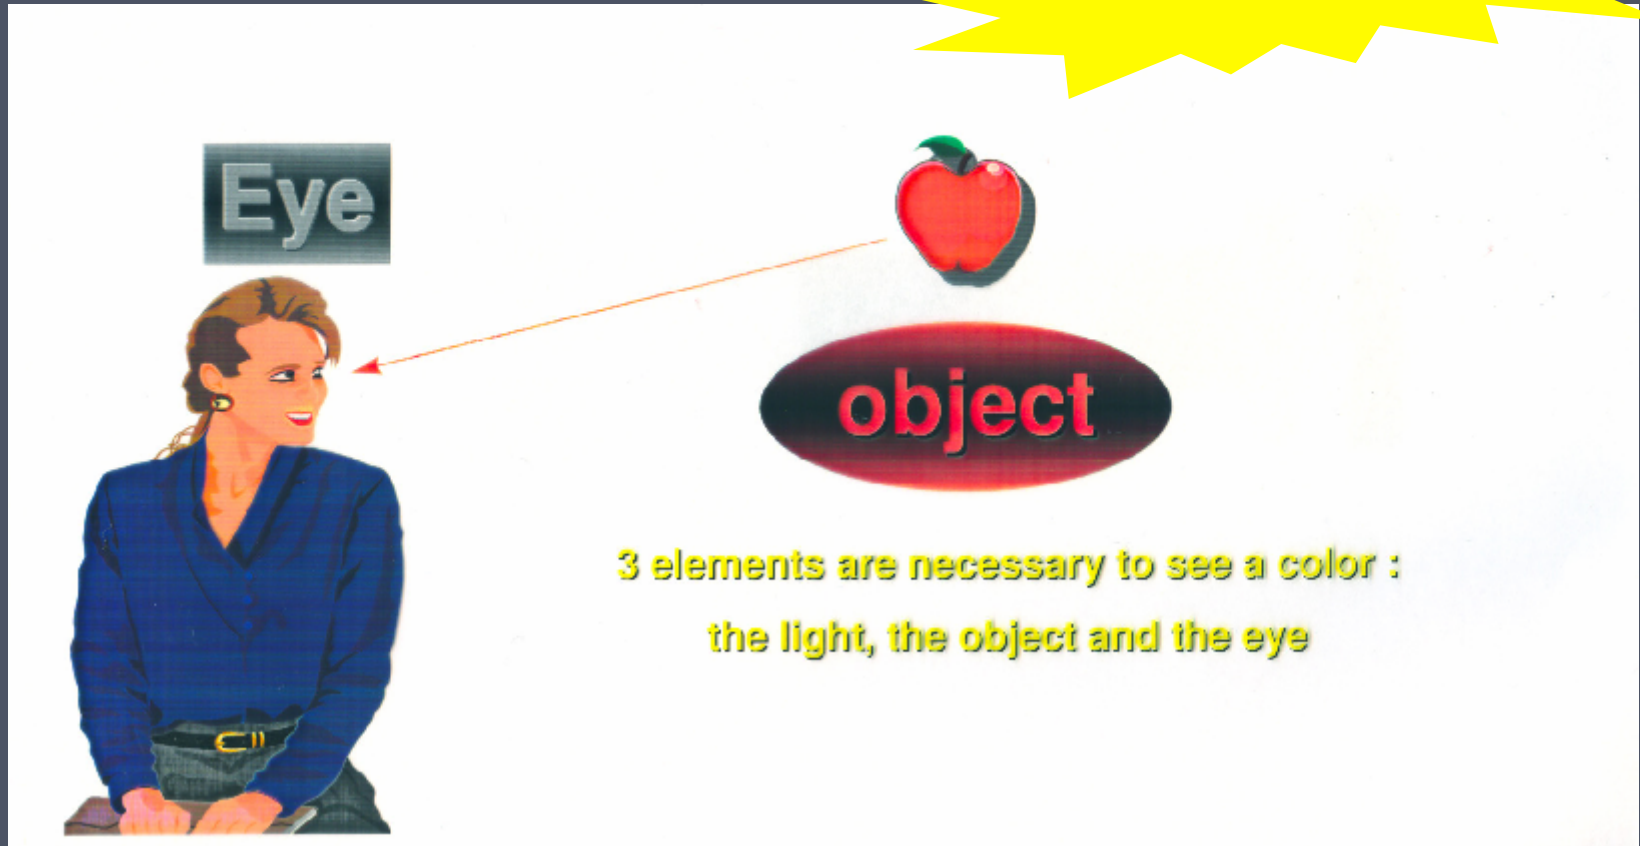 Eye
object
3 elements are necessary to see a color :
the light, the object and the eye